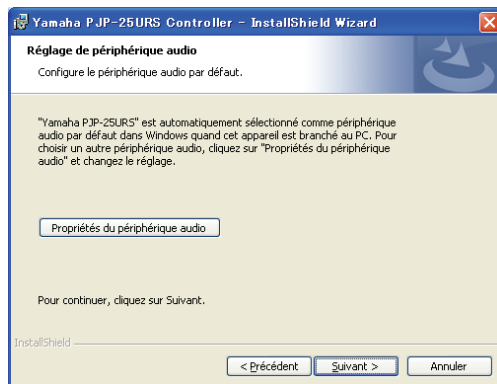 Yamaha PJP-25URS Controller - InstallShield Wizard
Réglage de périphérique audio
Configure le périphérique audio par défaut.
"Yamaha PJP-25URS" est automatiquement sélectionné comme périphérique
audio par défaut dans Windows quand cet appareil est branché au PC. Pour
choisir un autre périphérique audio, cliquez sur "Propriétés du périphérique
audio" et changez le réglage.
Propriétés du périphérique audio
Pour continuer, cliquez sur Suivant.
InstallShield
< Précédent
Suivant >
Annuler